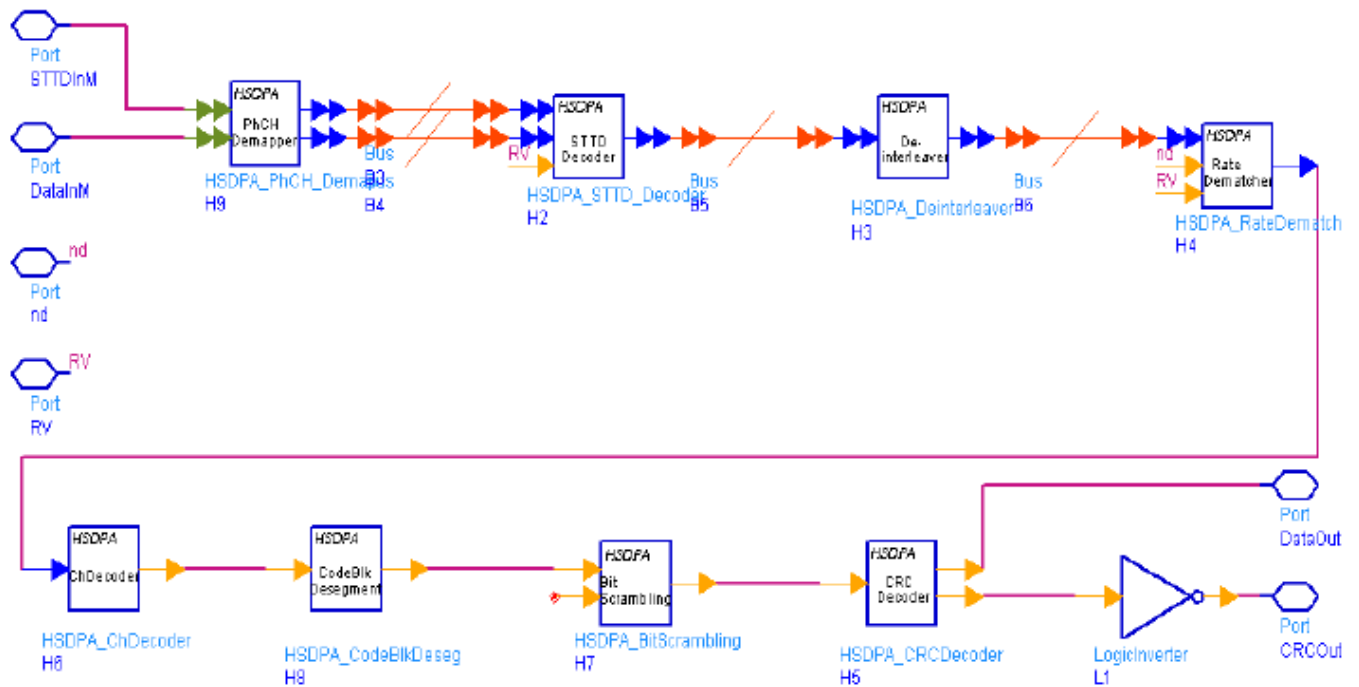 Port
STTDInM
HSDPA
PhCH
Demapper
HSDPA_PhCH_Demap
H9
Bus
B3
Bus
B4
RV
HSDPA
STTD
Decoder
HSDPA_STTD_Decoder
H2
Bus
B5
HSDPA
De-
interleaver
HSDPA_Deinterleaver
H3
Bus
B6
nd
RV
HSDPA
Rate
Dematcher
HSDPA_RateDematch
H4
Port
DataInM
nd
Port
nd
RV
Port
RV
HSDPA
ChDecoder
HSDPA_ChDecoder
H6
HSDPA
CodeBlk
Desegment
HSDPA_CodeBlkDeseg
H8
HSDPA
Bit
Scrambling
HSDPA_BitScrambling
H7
HSDPA
CRC
Decoder
HSDPA_CRCDecoder
H5
LogicInverter
L1
Port
DataOut
Port
CRCOut